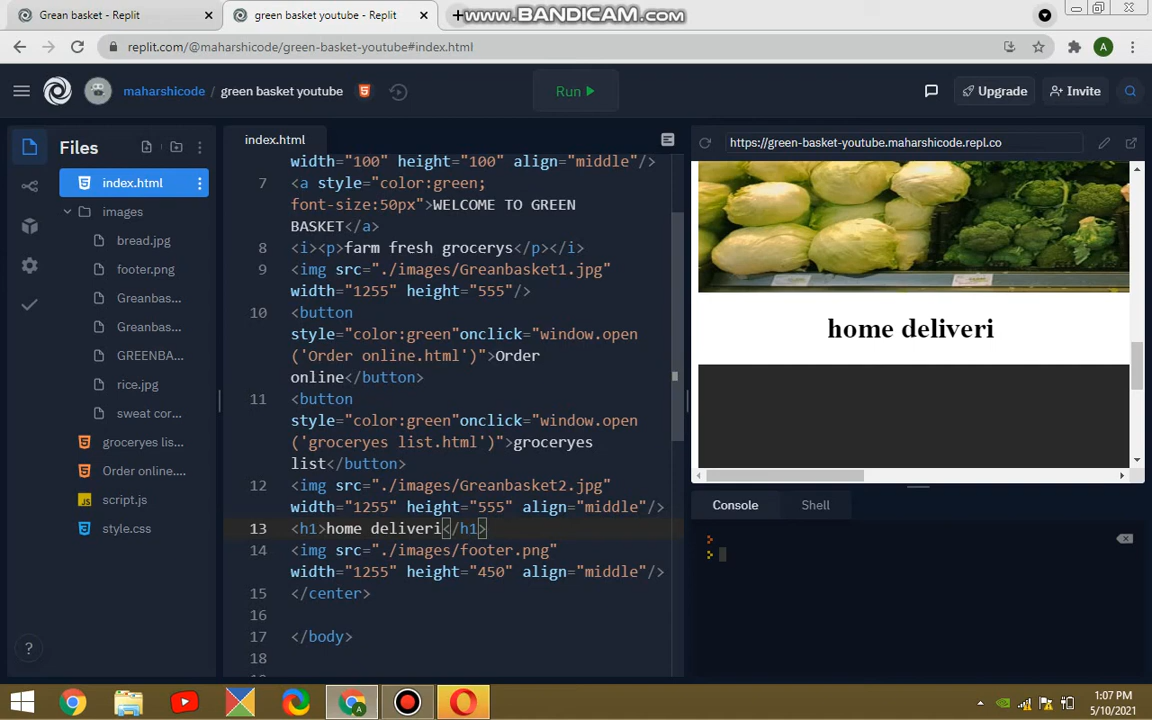 Grean basket - Replit
green basket youtube - Replit
www.BANDICAM.com
replit.com/@maharshicode/green-basket-youtube#index.html
A
maharshicode / green basket youtube
Run
Upgrade
Invite
Files
index.html
images
bread.jpg
footer.png
Greanbas...
Greanbas...
GREENBA...
rice.jpg
sweat cor...
groceryes lis...
Order online....
script.js
style.css
index.html
width="100" height="100" align="middle"/>
7 <a style="color:green;
font-size:50px">WELCOME TO GREEN
BASKET</a>
8 <i><p>farm fresh grocerys</p></i>
9 <img src="./images/Greanbasket1.jpg"
width="1255" height="555"/>
10 <button
style="color:green"onclick="window.open
('Order online.html')">Order
online</button>
11 <button
style="color:green"onclick="window.open
('groceryes list.html')">groceryes
list</button>
12 <img src="./images/Greanbasket2.jpg"
width="1255" height="555" align="middle"/>
13 <h1>home deliveri</h1>
14 <img src="./images/footer.png"
width="1255" height="450" align="middle"/>
15 </center>
16
17 </body>
18
https://green-basket-youtube.maharshicode.repl.co
home deliveri
Console
Shell
>
>
?
A
1:07 PM
5/10/2021